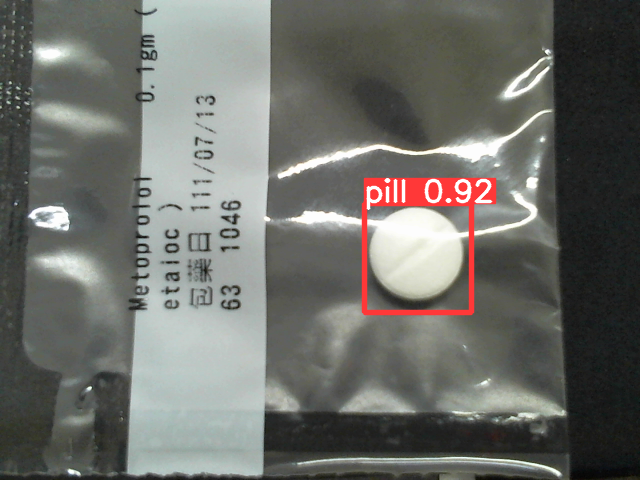 Metoprolol 0.1gm (
etaloc )
包藥日 111/07/13
63 1046
pill 0.92